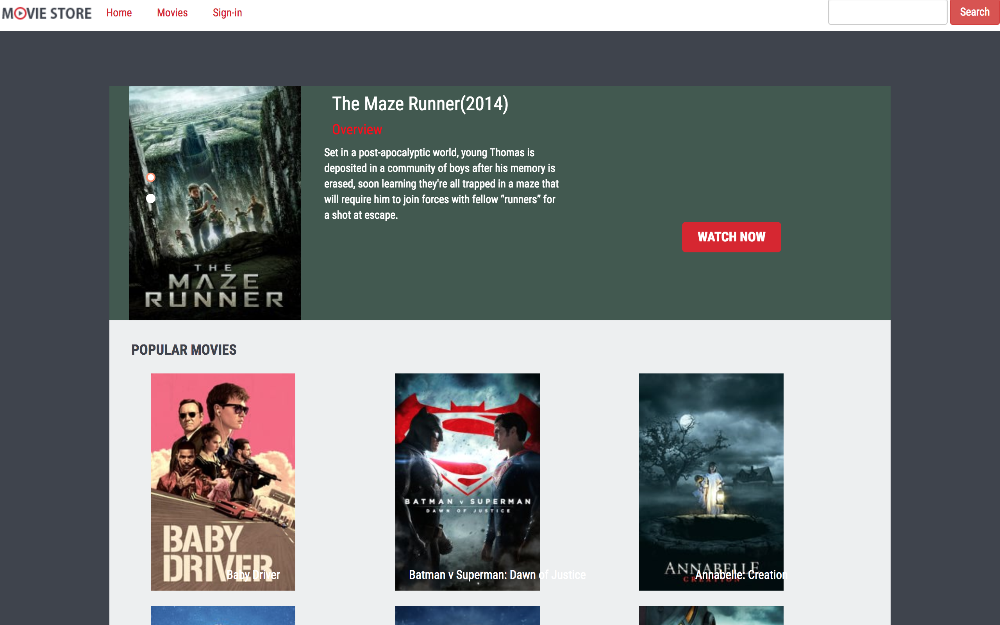 MOVIE STORE
Home
Movies
Sign-in
Search
The Maze Runner(2014)
Overview
Set in a post-apocalyptic world, young Thomas is
deposited in a community of boys after his memory is
erased, soon learning they're all trapped in a maze that
will require him to join forces with fellow “runners” for
a shot at escape.
WATCH NOW
THE
MAZE
RUNNER
POPULAR MOVIES
BABY
DRIVER
Baby Driver
BATMAN v SUPERMAN
DAWN OF JUSTICE
Batman v Superman: Dawn of Justice
ANNABELLE
CREATION
Annabelle: Creation